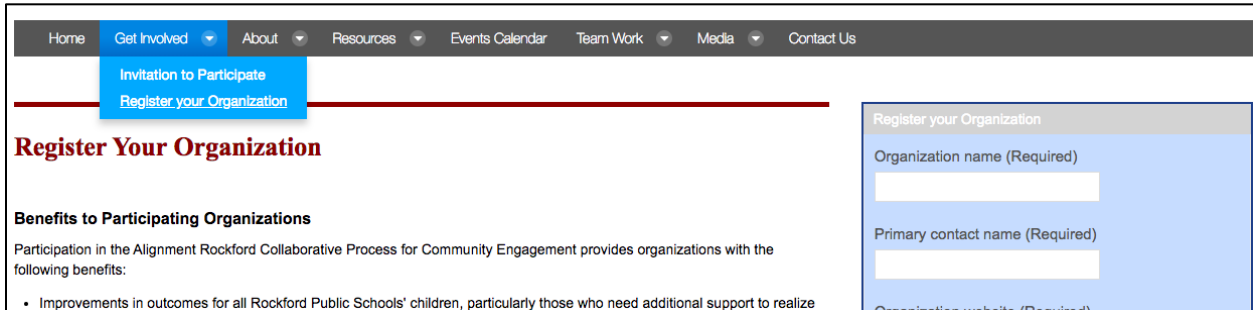 Home Get Involved About Resources Events Calendar Team Work Media Contact Us
Invitation to Participate
Register your Organization
Register Your Organization
Benefits to Participating Organizations
Participation in the Alignment Rockford Collaborative Process for Community Engagement provides organizations with the
following benefits:
• Improvements in outcomes for all Rockford Public Schools' children, particularly those who need additional support to realize
Register your Organization
Organization name (Required)
Primary contact name (Required)
Organization website (Required)